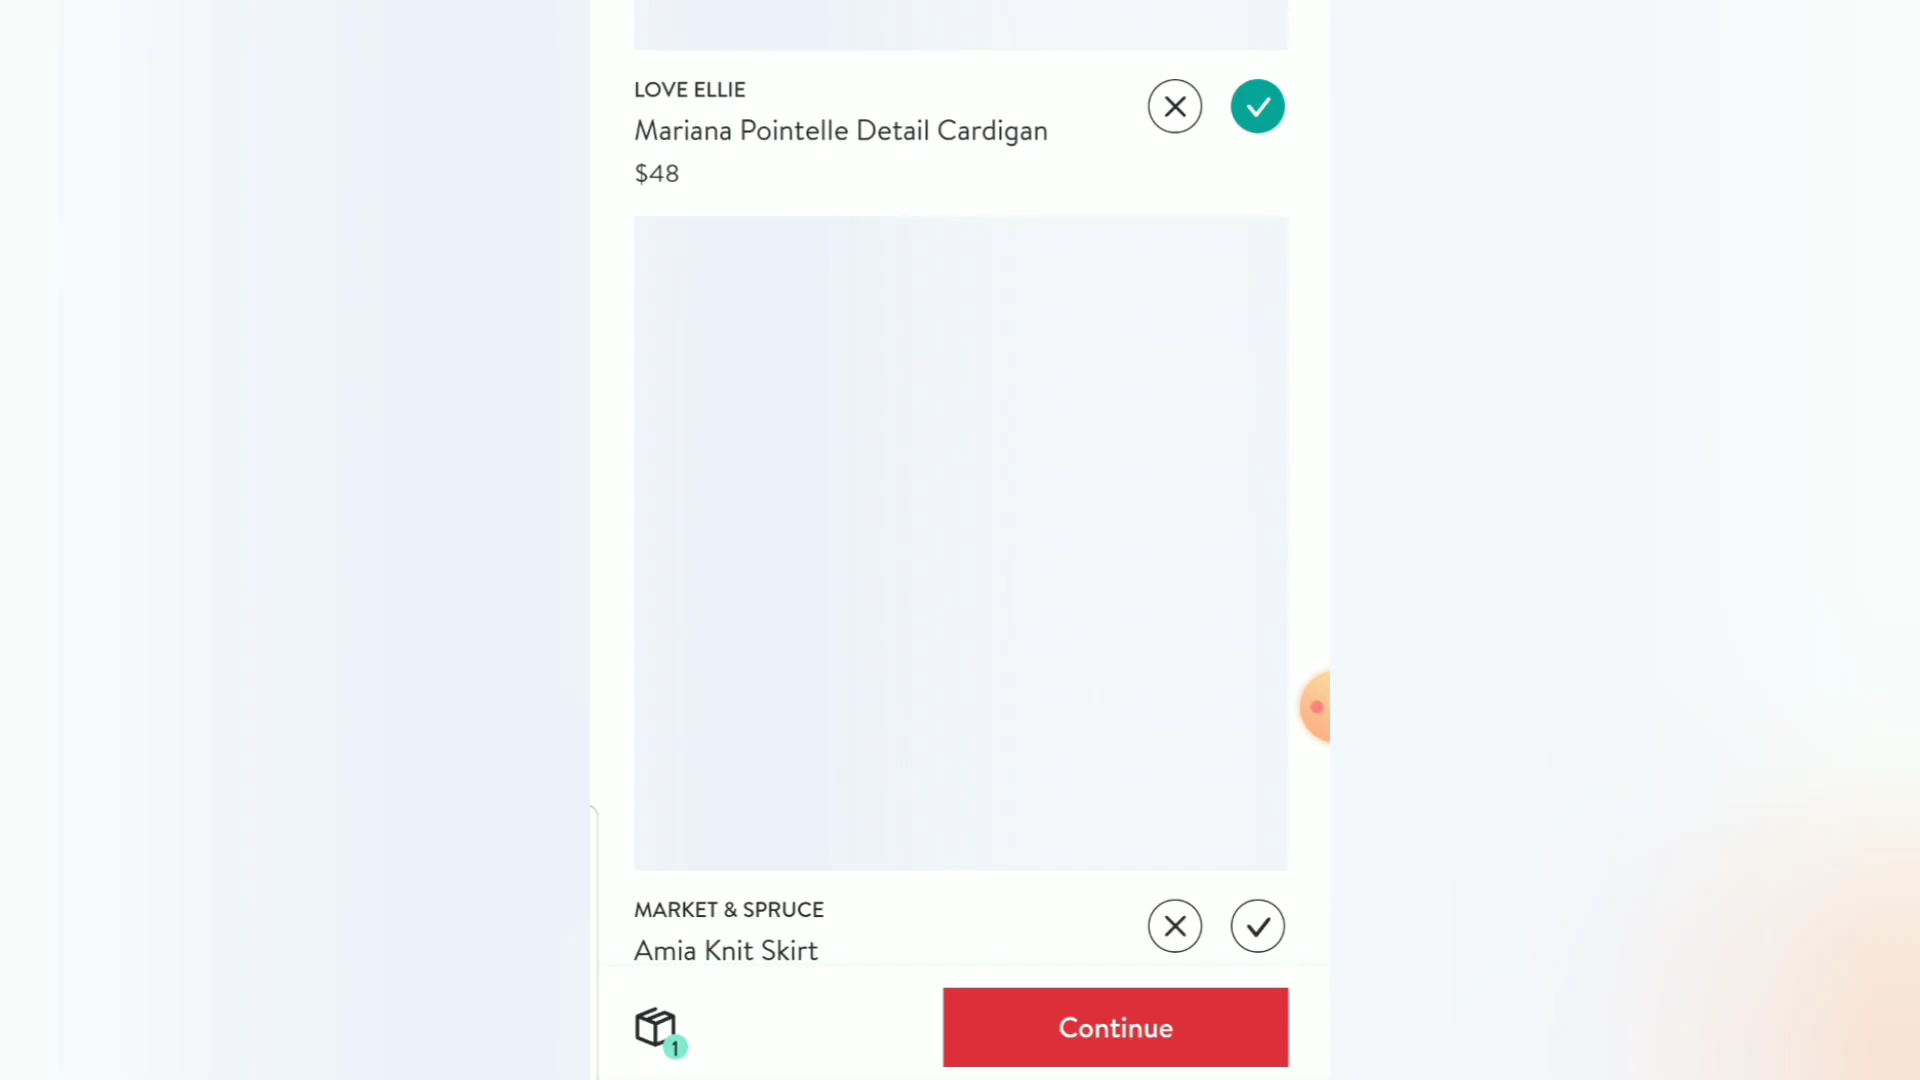 LOVE ELLIE
Mariana Pointelle Detail Cardigan
$48
MARKET & SPRUCE
Amia Knit Skirt
1
Continue